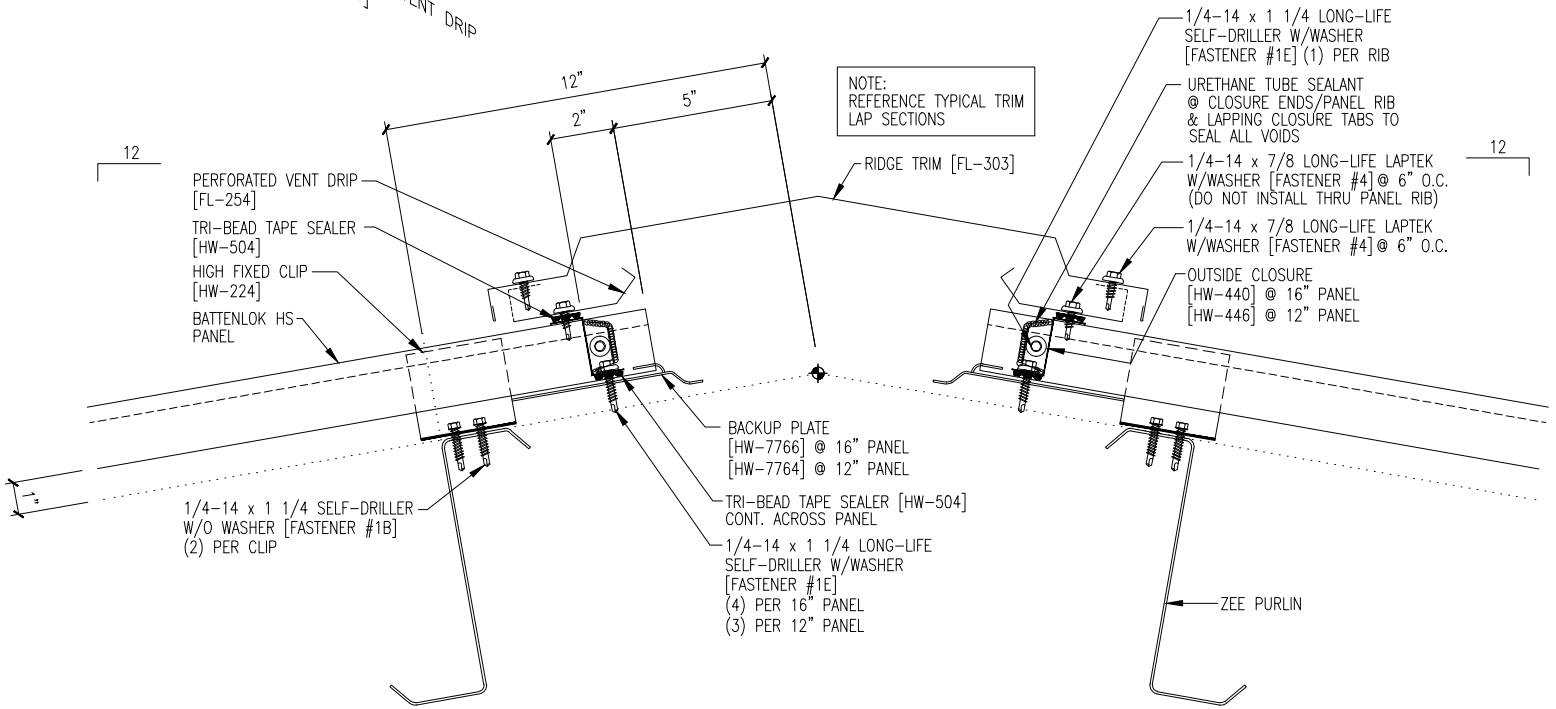 VENT DRIP
12"
5"
2"
NOTE:
REFERENCE TYPICAL TRIM
LAP SECTIONS
1/4-14 x 1 1/4 LONG-LIFE
SELF-DRILLER W/WASHER
[FASTENER #1E] (1) PER RIB
URETHANE TUBE SEALANT
@ CLOSURE ENDS/PANEL RIB
& LAPPING CLOSURE TABS TO
SEAL ALL VOIDS
12
12
RIDGE TRIM [FL-303]
1/4-14 x 7/8 LONG-LIFE LAPTEK
W/WASHER [FASTENER #4] @ 6" O.C.
(DO NOT INSTALL THRU PANEL RIB)
PERFORATED VENT DRIP
[FL-254]
TRI-BEAD TAPE SEALER
[HW-504]
HIGH FIXED CLIP
[HW-224]
BATTENLOK HS
PANEL
1/4-14 x 7/8 LONG-LIFE LAPTEK
W/WASHER [FASTENER #4] @ 6" O.C.
OUTSIDE CLOSURE
[HW-440] @ 16" PANEL
[HW-446] @ 12" PANEL
BACKUP PLATE
[HW-7766] @ 16" PANEL
[HW-7764] @ 12" PANEL
1"
1/4-14 x 1 1/4 SELF-DRILLER
W/O WASHER [FASTENER #1B]
(2) PER CLIP
TRI-BEAD TAPE SEALER [HW-504]
CONT. ACROSS PANEL
1/4-14 x 1 1/4 LONG-LIFE
SELF-DRILLER W/WASHER
[FASTENER #1E]
(4) PER 16" PANEL
(3) PER 12" PANEL
ZEE PURLIN